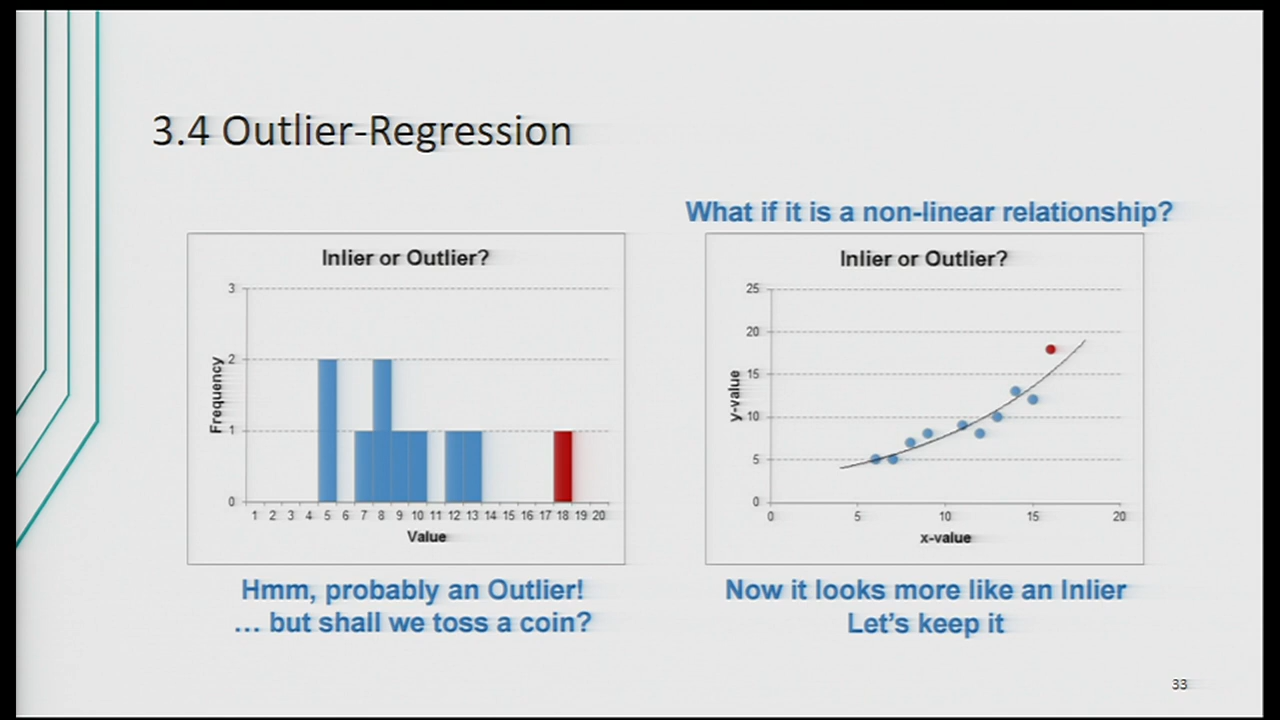 3.4 Outlier-Regression
What if it is a non-linear relationship?
Inlier or Outlier?
3
2
1
0
Frequency
1 2 3 4 5 6 7 8 9 10 11 12 13 14 15 16 17 18 19 20
Value
Hmm, probably an Outlier!
… but shall we toss a coin?
Inlier or Outlier?
25
20
15
10
5
0
y-value
0 5 10 15 20
x-value
Now it looks more like an Inlier
Let's keep it
33